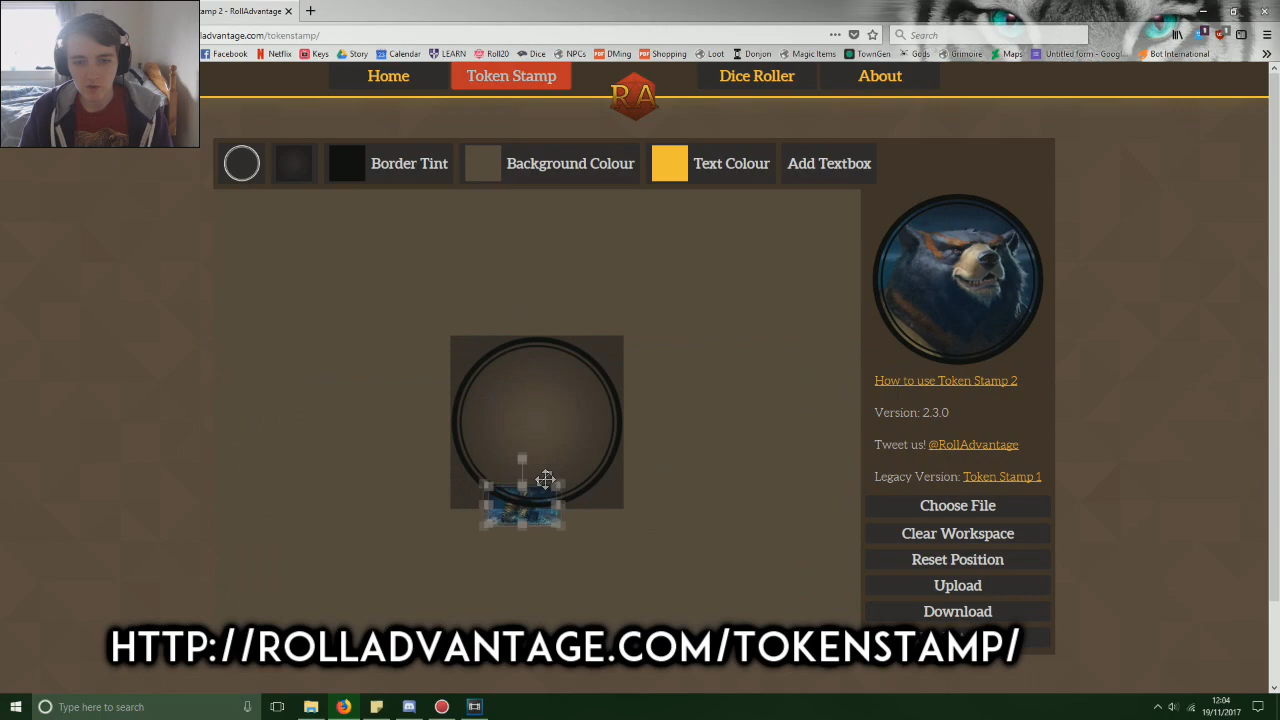 Stamp 2 - RollAdvantage
rolladvantage.com/tokenstamp/
Search
Facebook Netflix Keys Story Calendar LEARN Roll20 Dice NPCs DMing Shopping Loot Donjon Magic Items TownGen Gods Grimoire Maps Untitled form - Goog... Bot International
Home Token Stamp RA Dice Roller About
Border Tint Background Colour Text Colour Add Textbox
How to use Token Stamp 2
Version: 2.3.0
Tweet us! @RollAdvantage
Legacy Version: Token Stamp 1
Choose File
Clear Workspace
Reset Position
Upload
Download
HTTP://ROLLADVANTAGE.COM/TOKENSTAMP/
Type here to search
12:04
19/11/2017